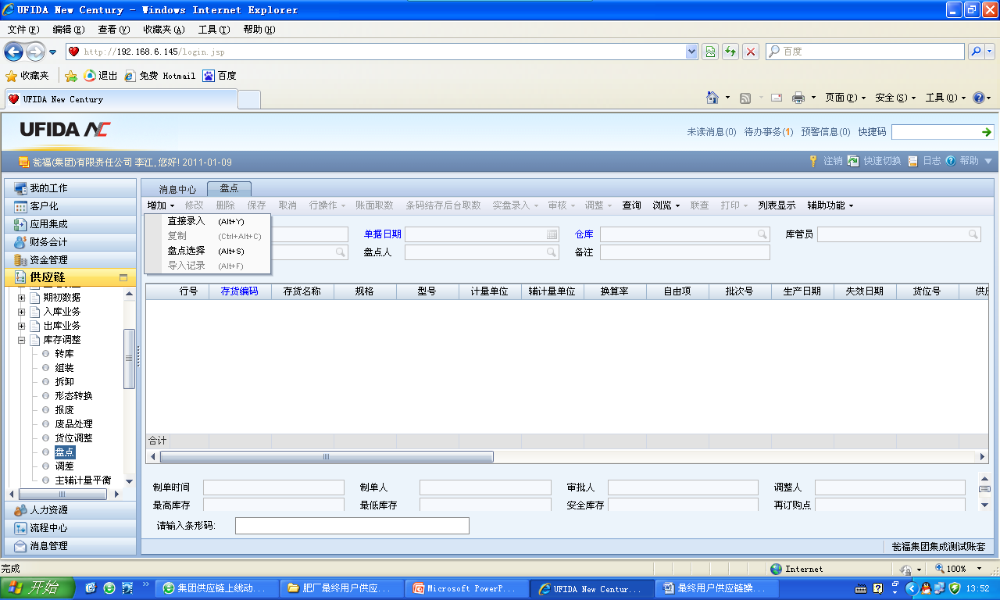 UFIDA New Century - Windows Internet Explorer
文件(F) 编辑(E) 查看(V) 收藏夹(A) 工具(T) 帮助(H)
http://192.168.6.145/login.jsp 百度
收藏夹 退出 免费 Hotmail 百度
UFIDA New Century 页面(P) 安全(S) 工具(O)
UFIDA NC 未读消息(0) 待办事务(1) 预警信息(0) 快捷码
瓮福(集团)有限责任公司 李江,您好! 2011-01-09 注销 快速切换 日志 帮助
我的工作
客户化
应用集成
财务会计
资金管理
供应链
期初数据
入库业务
出库业务
库存调整
转库
组装
拆卸
形态转换
报废
废品处理
货位调整
盘点
调差
主辅计量平衡
人力资源
流程中心
消息管理
消息中心 盘点
增加 修改 删除 保存 取消 行操作 账面取数 条码结存后台取数 实盘录入 审核 调整 查询 浏览 联查 打印 列表显示 辅助功能
直接录入 (Alt+Y)
复制 (Ctrl+Alt+C)
盘点选择 (Alt+S)
导入记录 (Alt+F)
单据日期 仓库 库管员
盘点人 备注
行号 存货编码 存货名称 规格 型号 计量单位 辅计量单位 换算率 自由项 批次号 生产日期 失效日期 货位号
合计
制单时间 制单人 审批人 调整人
最高库存 最低库存 安全库存 再订购点
请输入条形码:
瓮福集团集成测试账套
完成 Internet 100%
开始 集团供应链上线动... 肥厂最终用户供应... Microsoft PowerP... UFIDA New Centur... 最终用户供应链操... 13:52